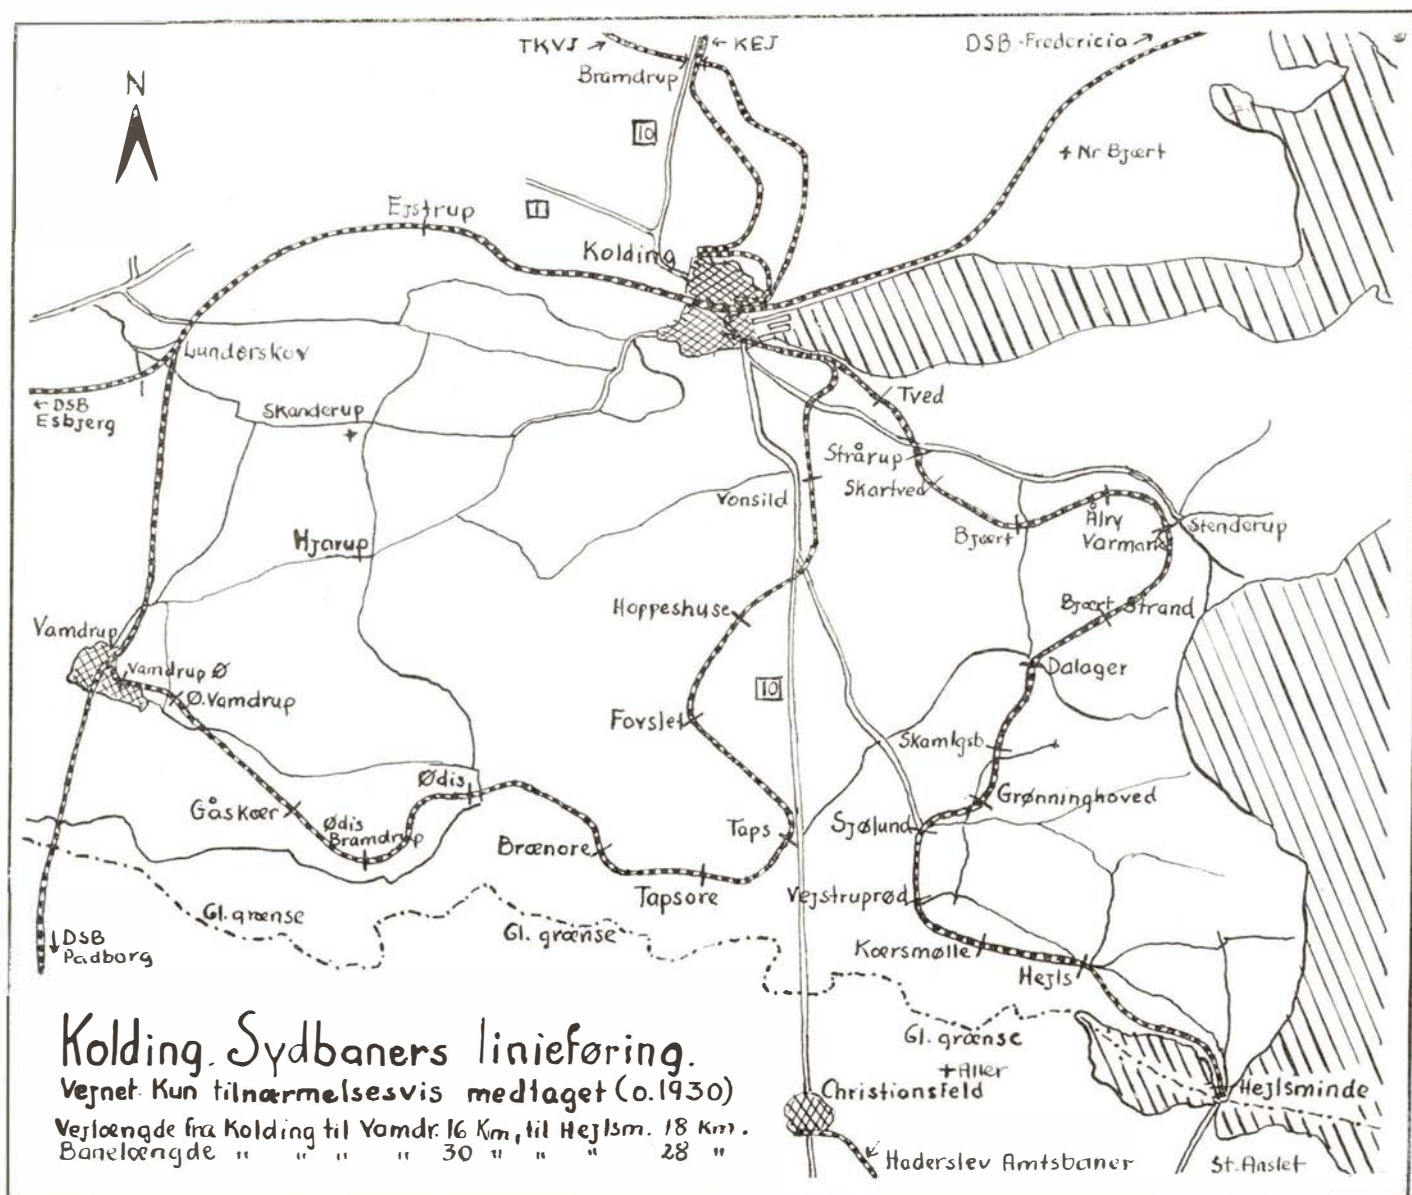 TKVJ
KEJ
DSB-Fredericia
Bramdrup
N
10
+ Nr Bjært
1
Ejstrup
Kolding
Lunderskov
← DSB
Esbjerg
Skanderup
Tved
Strårup
Skartved
Vonsild
Bjært
Ålry
Varmark
Stenderup
Hjarup
Hoppeshuse
Bjært Strand
Vamdrup
Vamdrup Ø
Ø.Vamdrup
Dalager
10
Fovslet
Skamlgsb.
Ødis
Gåskær
Grønninghoved
Ødis
Bramdrup
Brænore
Taps
Sjølund
Tapsore
Vejstruprød
Gl. grænse
Gl. grænse
DSB
Padborg
Kærsmølle
Hejls
Gl. grænse
+Aller
Kolding. Sydbaners linieføring.
Vejnet Kun tilnærmelsesvis medtaget (o.1930)
Christiansfeld
Hejlsminde
Vejlængde fra Kolding til Vamdr. 16 Km, til Hejlsm. 18 Km.
Banelængde " " " " 30 " " " 28 "
Haderslev Amtsbaner
St. Anslet